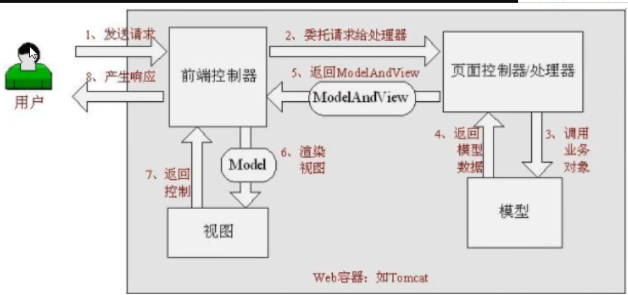 1、发送请求
2、委托请求给处理器
8、产生响应
用户
前端控制器
5、返回ModelAndView
ModelAndView
页面控制器/处理器
4、返回
模型
数据
3、调用
业务
对象
7、返回
控制
Model
6、渲染
视图
视图
模型
Web容器：如Tomcat